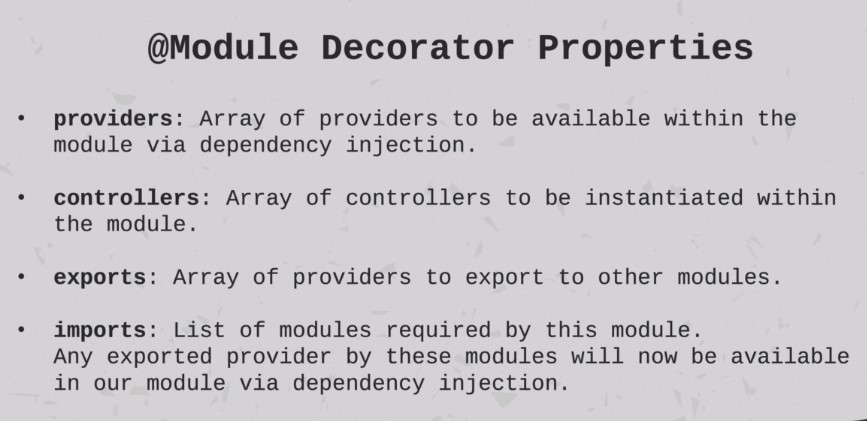 @Module Decorator Properties
• providers: Array of providers to be available within the
module via dependency injection.
• controllers: Array of controllers to be instantiated within
the module.
• exports: Array of providers to export to other modules.
• imports: List of modules required by this module.
Any exported provider by these modules will now be available
in our module via dependency injection.